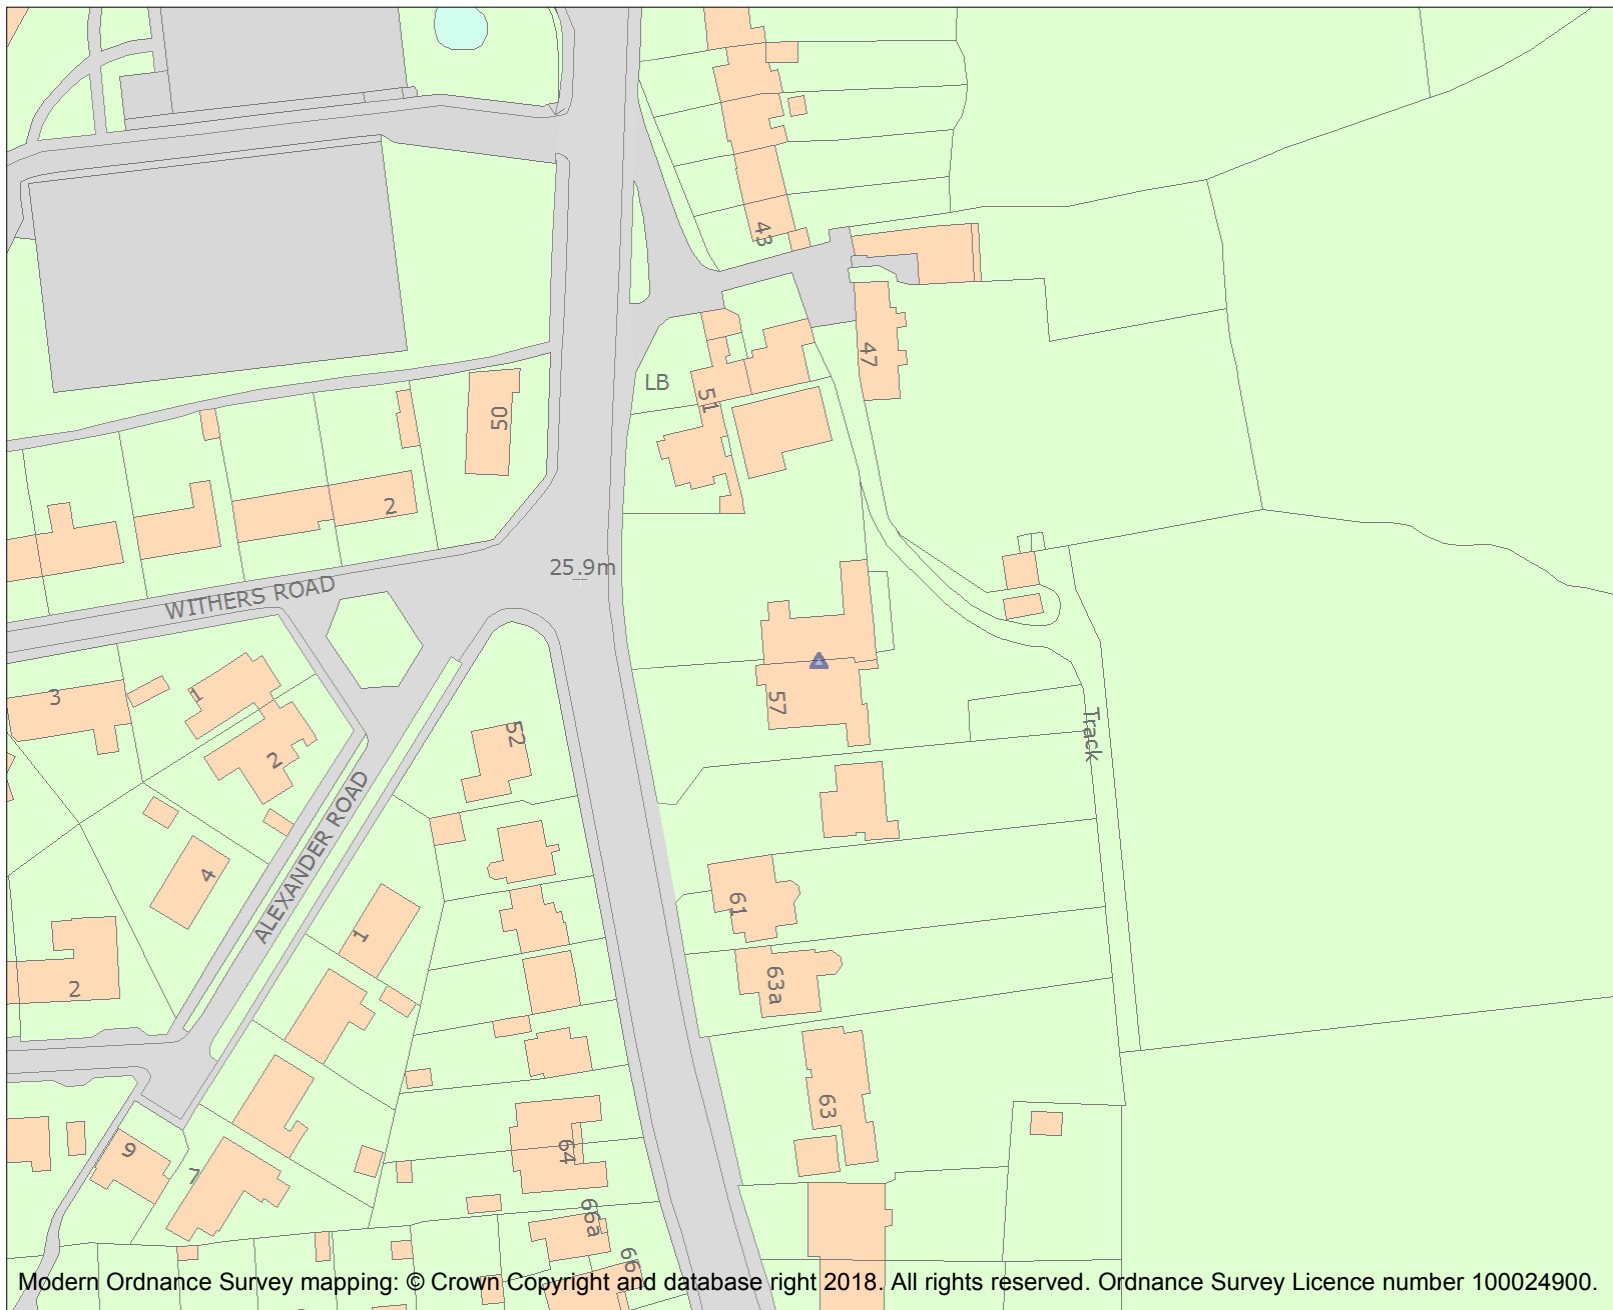 43
47
LB
51
50
2
25.9m
WITHERS ROAD
3
1
57
52
2
Track
ALEXANDER ROAD
4
61
1
2
63a
63
64
9
7
66a
66
Modern Ordnance Survey mapping: © Crown Copyright and database right 2018. All rights reserved. Ordnance Survey Licence number 100024900.